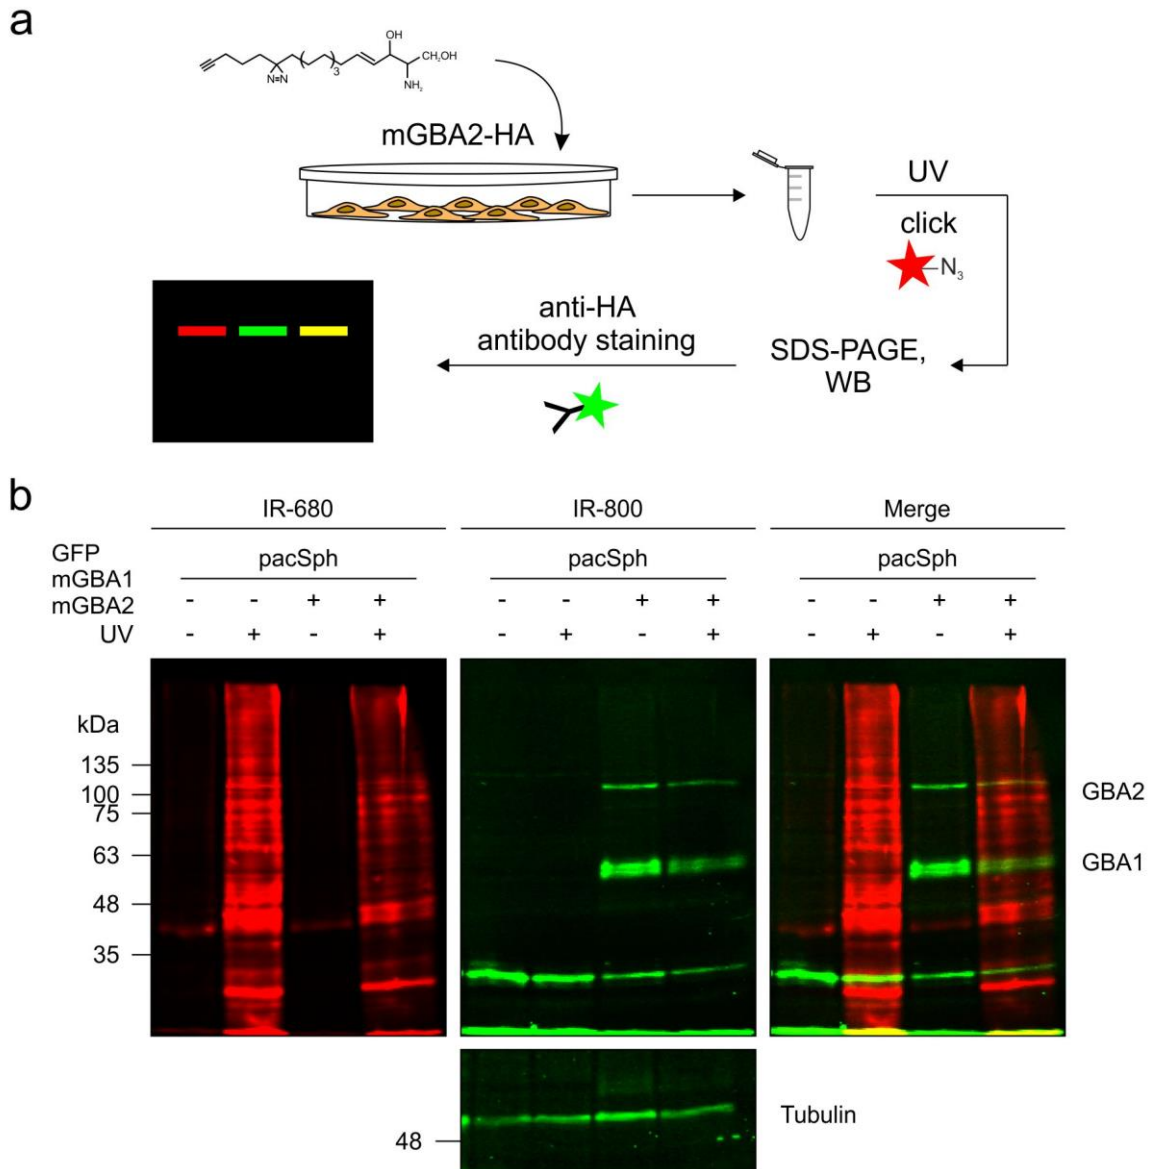 a
OH
CH₂OH
N=N
3
NH₂
mGBA2-HA
UV
click
N₃
anti-HA
antibody staining
SDS-PAGE,
WB
b
IR-680 IR-800 Merge
GFP
mGBA1
mGBA2
UV
pacSph pacSph pacSph
- - + + - - + + - - + +
- + - + - + - + - + - +
kDa
135
100
75
63
48
35
GBA2
GBA1
Tubulin
48